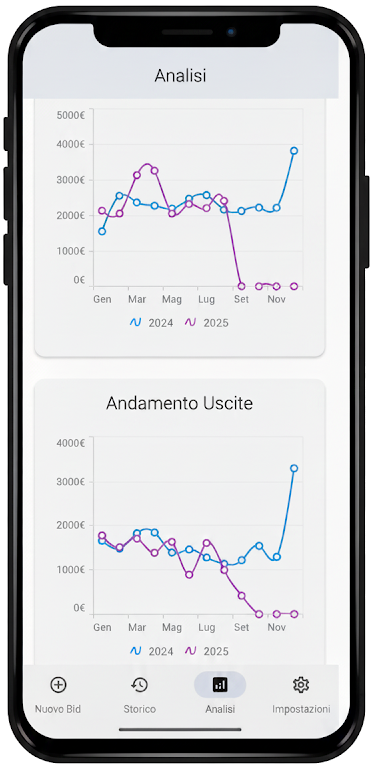 Analisi
5000€
4000€
3000€
2000€
1000€
0€
Gen Mar Mag Lug Set Nov
2024 2025
Andamento Uscite
4000€
3000€
2000€
1000€
0€
Gen Mar Mag Lug Set Nov
2024 2025
Nuovo Bid Storico Analisi Impostazioni